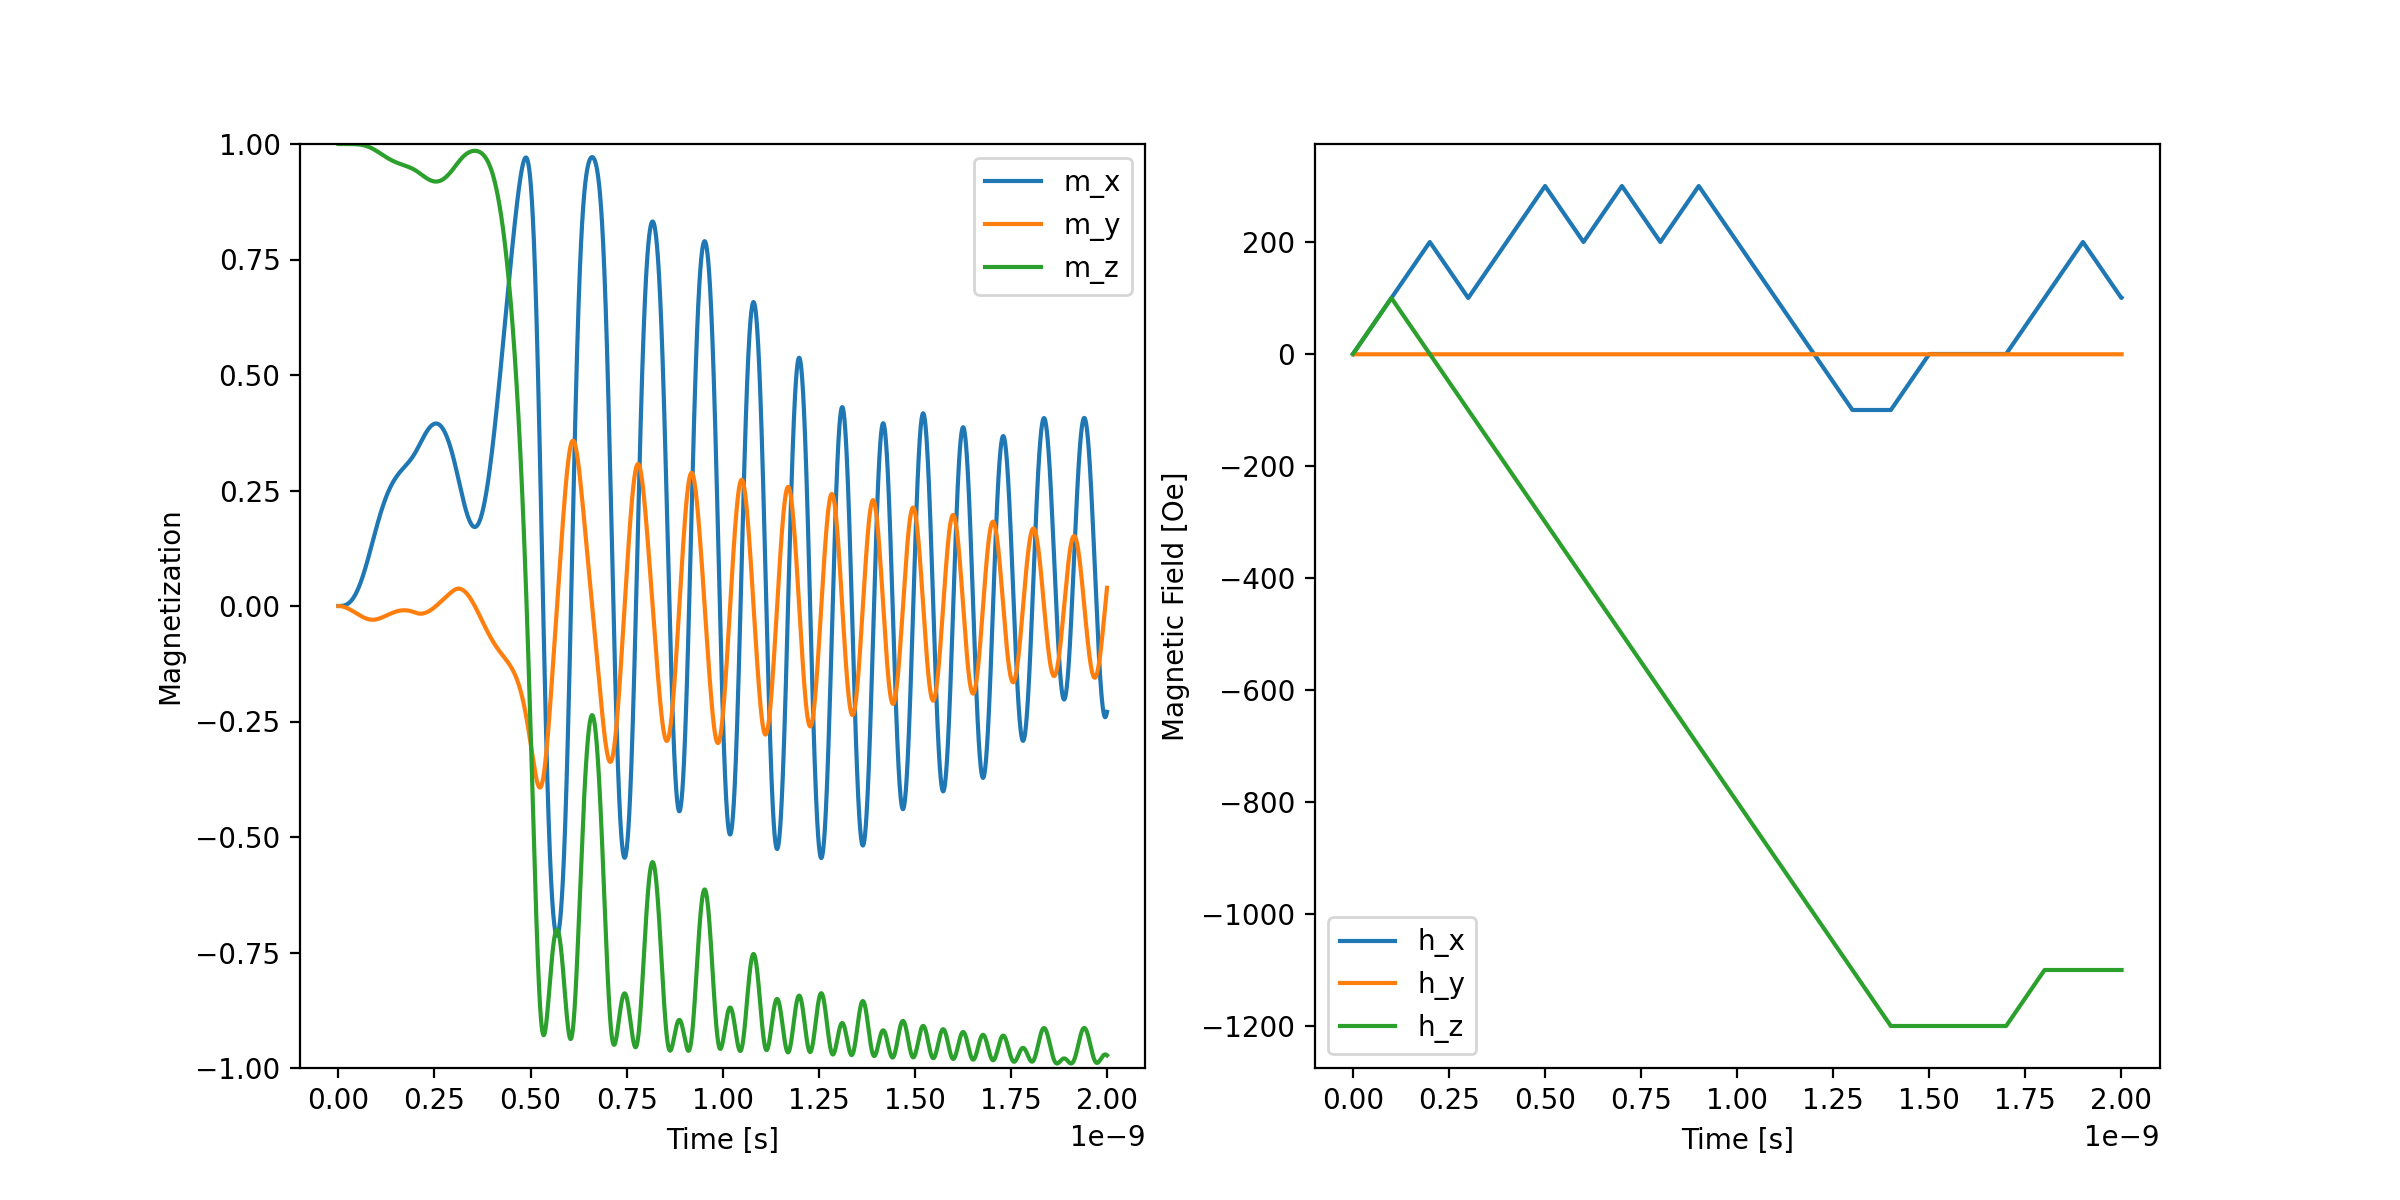 1.00
0.75
0.50
0.25
0.00
−0.25
−0.50
−0.75
−1.00
Magnetization
m_x
m_y
m_z
0.00 0.25 0.50 0.75 1.00 1.25 1.50 1.75 2.00
Time [s]
1e−9
200
0
−200
−400
−600
−800
−1000
−1200
Magnetic Field [Oe]
h_x
h_y
h_z
0.00 0.25 0.50 0.75 1.00 1.25 1.50 1.75 2.00
Time [s]
1e−9